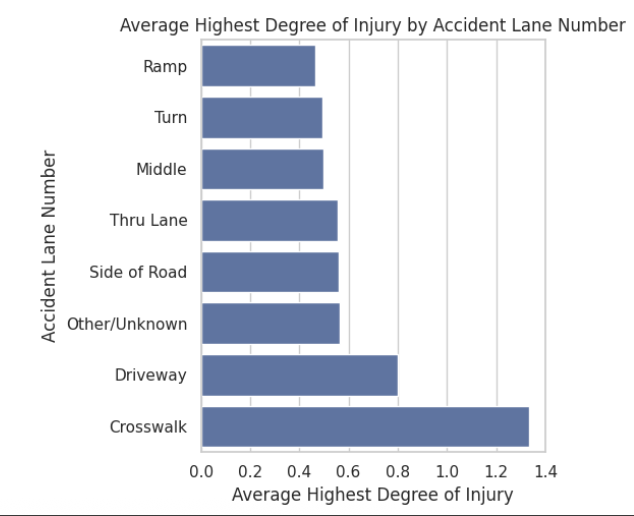 Average Highest Degree of Injury by Accident Lane Number
Accident Lane Number
Ramp
Turn
Middle
Thru Lane
Side of Road
Other/Unknown
Driveway
Crosswalk
0.0 0.2 0.4 0.6 0.8 1.0 1.2 1.4
Average Highest Degree of Injury